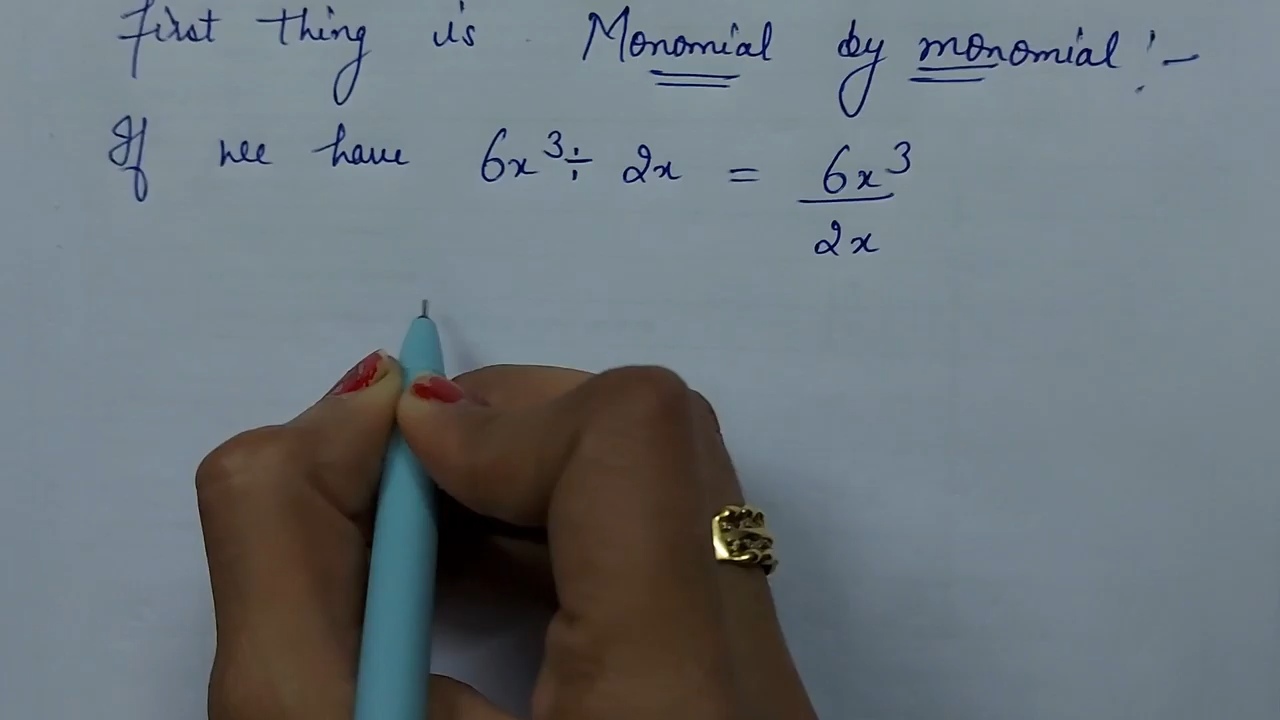 First thing is Monomial by monomial :-
If we have 6x³ ÷ 2x = 6x³
2x